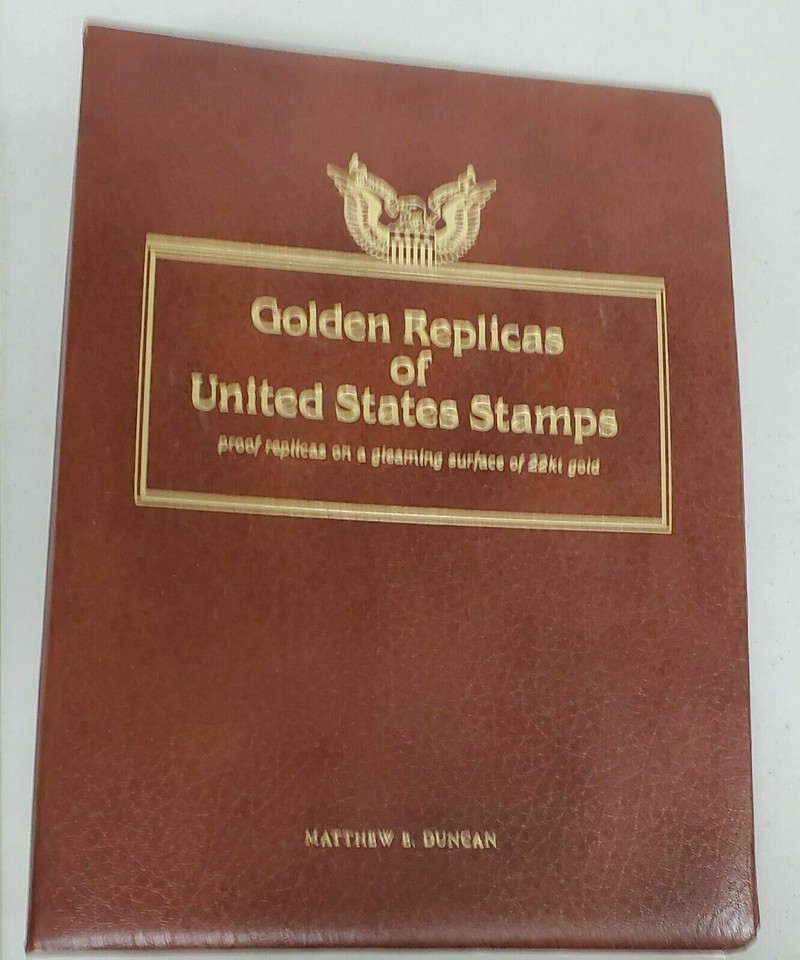 Golden Replicas
of
United States Stamps
proof replicas on a gleaming surface of 22kt gold
MATTHEW E. DUNCAN